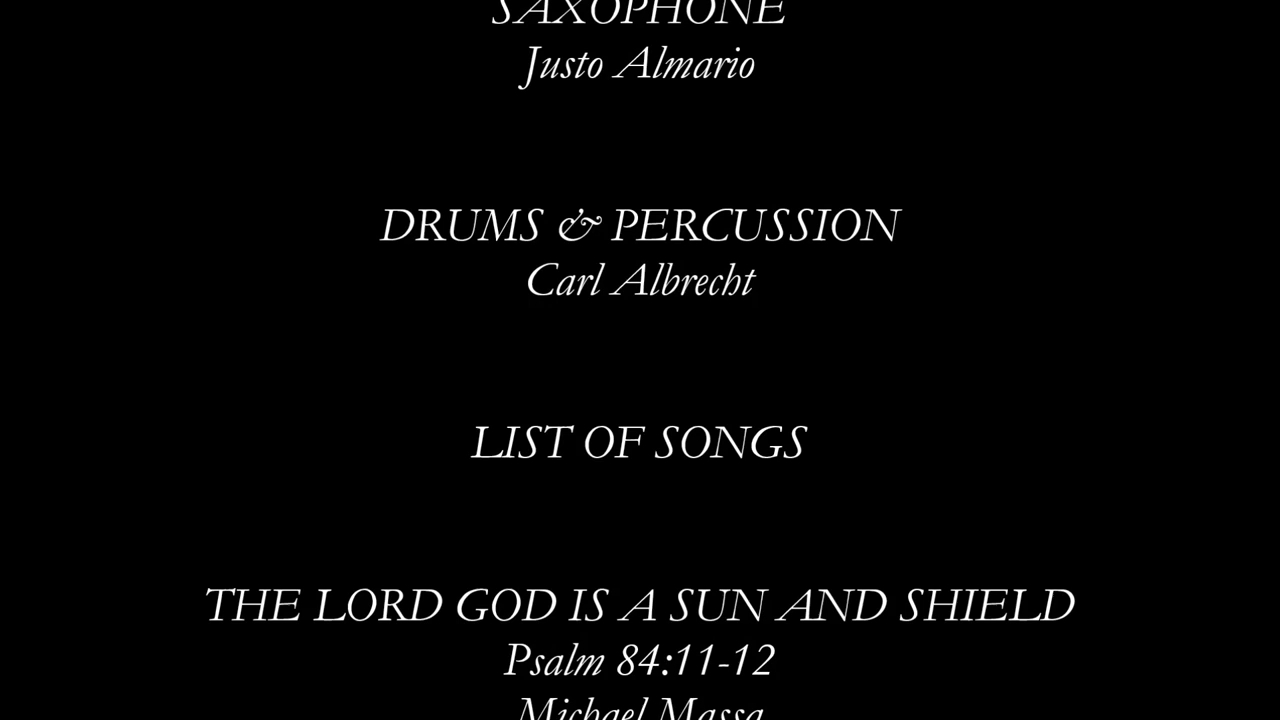 SAXOPHONE
Justo Almario
DRUMS & PERCUSSION
Carl Albrecht
LIST OF SONGS
THE LORD GOD IS A SUN AND SHIELD
Psalm 84:11-12
Michael Massa